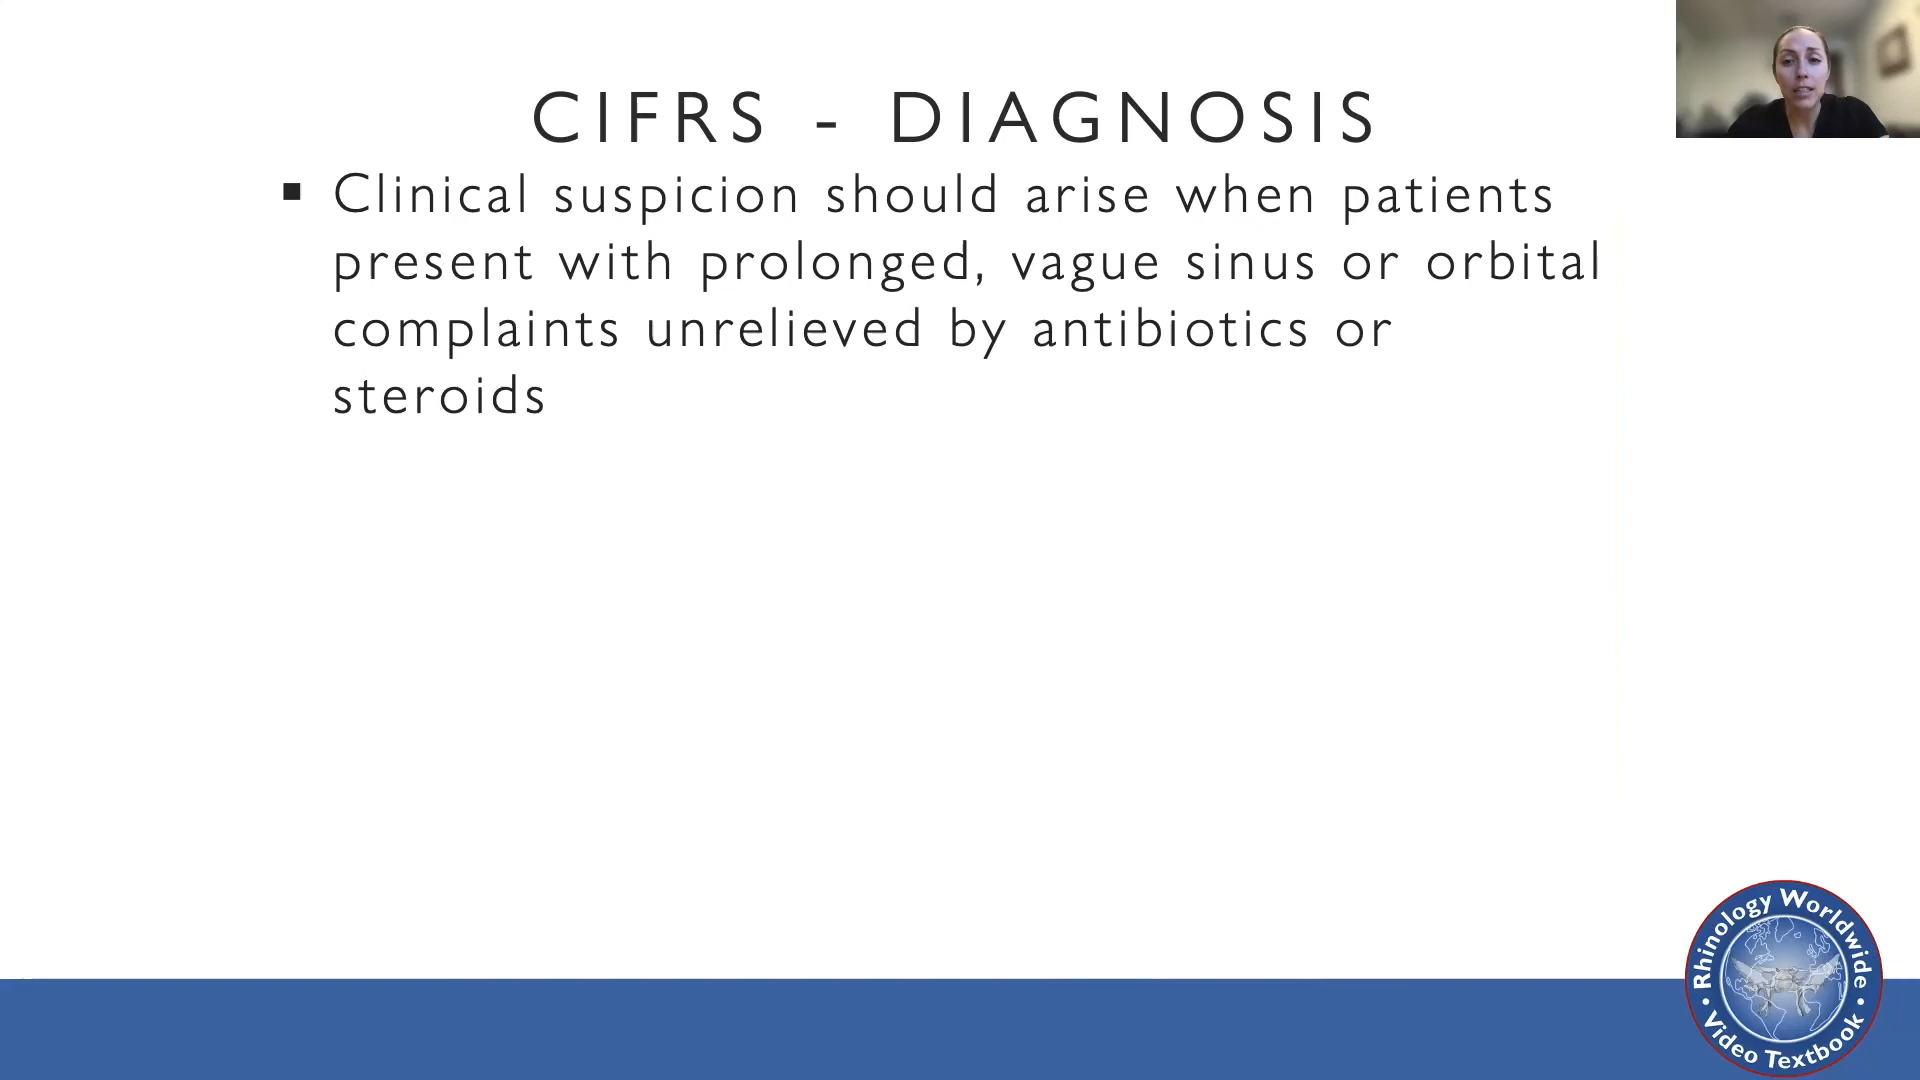 CIFRS - DIAGNOSIS
▪ Clinical suspicion should arise when patients
present with prolonged, vague sinus or orbital
complaints unrelieved by antibiotics or
steroids
Rhinology Worldwide
• Video Textbook •